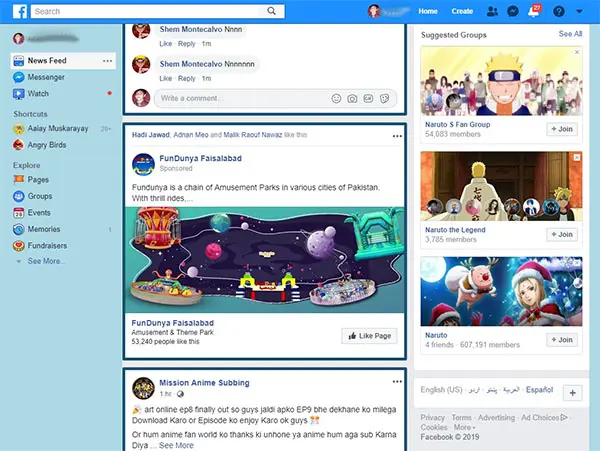 Search
Home
Create
27
News Feed
Messenger
Watch
Shortcuts
Aaiay Muskarayay 20+
Angry Birds
Explore
Pages
Groups
Events
Memories 1
Fundraisers
See More...
Shem Montecalvo Nnnn
Like · Reply · 1m
Shem Montecalvo Nnnnnnn
Like · Reply · 1m
Write a comment...
GIF
Hadi Jawad, Adnan Meo and Malik Raouf Nawaz like this
FunDunya Faisalabad
Sponsored
Fundunya is a chain of Amusement Parks in various cities of Pakistan.
With thrill rides,...
FunDunya Faisalabad
Amusement & Theme Park
53,240 people like this
Like Page
Mission Anime Subbing
1 hr ·
art online ep8 finally out so guys jaldi apko EP9 bhe dekhane ko milega
Download Karo or Episode ko enjoy Karo ok guys
Or hum anime fan world ko thanks ki unhone ya anime hum aga sub Karna
Diya ... See More
Suggested Groups See All
Naruto S Fan Group
54,083 members
+ Join
Naruto the Legend
3,785 members
+ Join
Naruto
4 friends · 607,191 members
+ Join
English (US) · اردو · پښتو · العربية · Español
Privacy · Terms · Advertising · Ad Choices ·
Cookies · More
Facebook © 2019